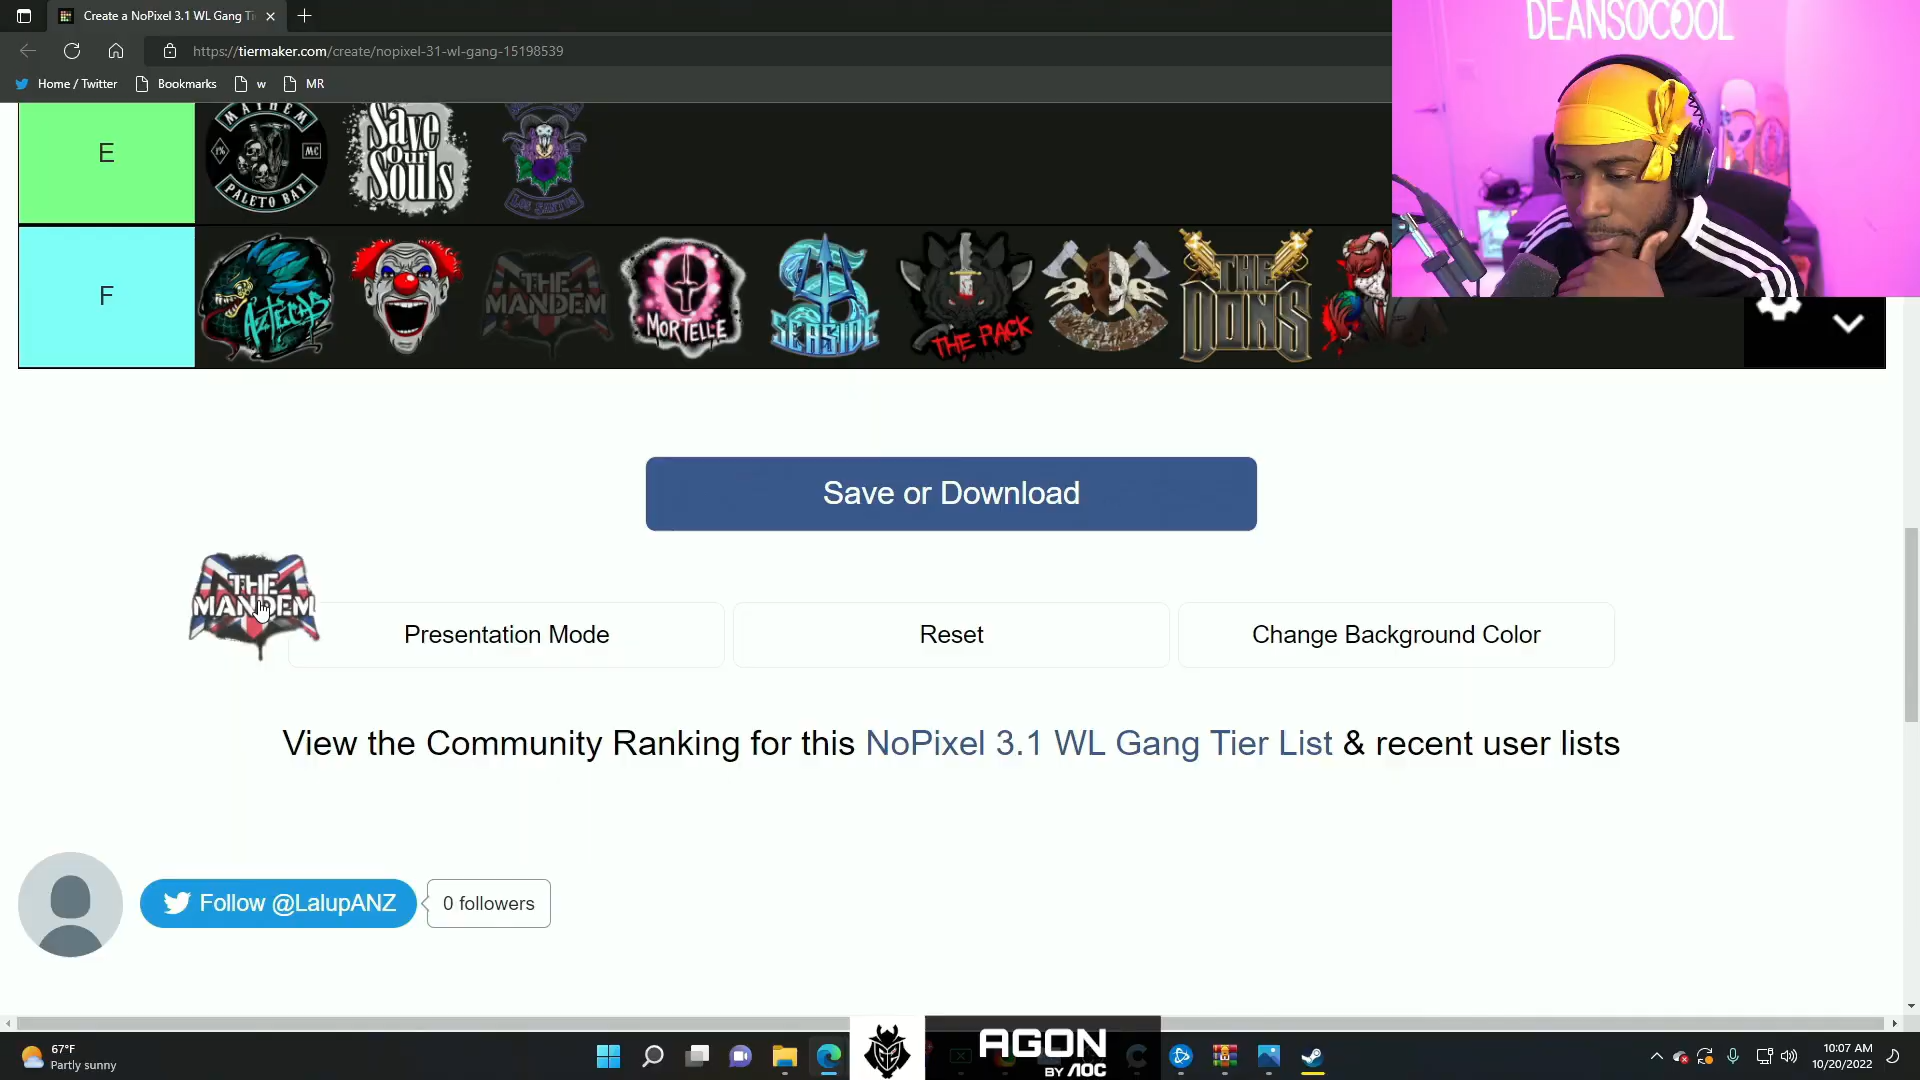 Create a NoPixel 3.1 WL Gang Ti
https://tiermaker.com/create/nopixel-31-wl-gang-15198539
Home / Twitter
Bookmarks
w
MR
DEANSOCOOL
E
MAYHEM
1%
MC
PALETO BAY
Save
our
Souls
LOS SANTOS
F
AZTECAS
THE
MANDEM
MORTELLE
SEASIDE
THE PACK
THE
DONS
Save or Download
THE
MANDEM
Presentation Mode
Reset
Change Background Color
View the Community Ranking for this NoPixel 3.1 WL Gang Tier List & recent user lists
Follow @LalupANZ
0 followers
67°F
Partly sunny
AGON
BY AOC
10:07 AM
10/20/2022